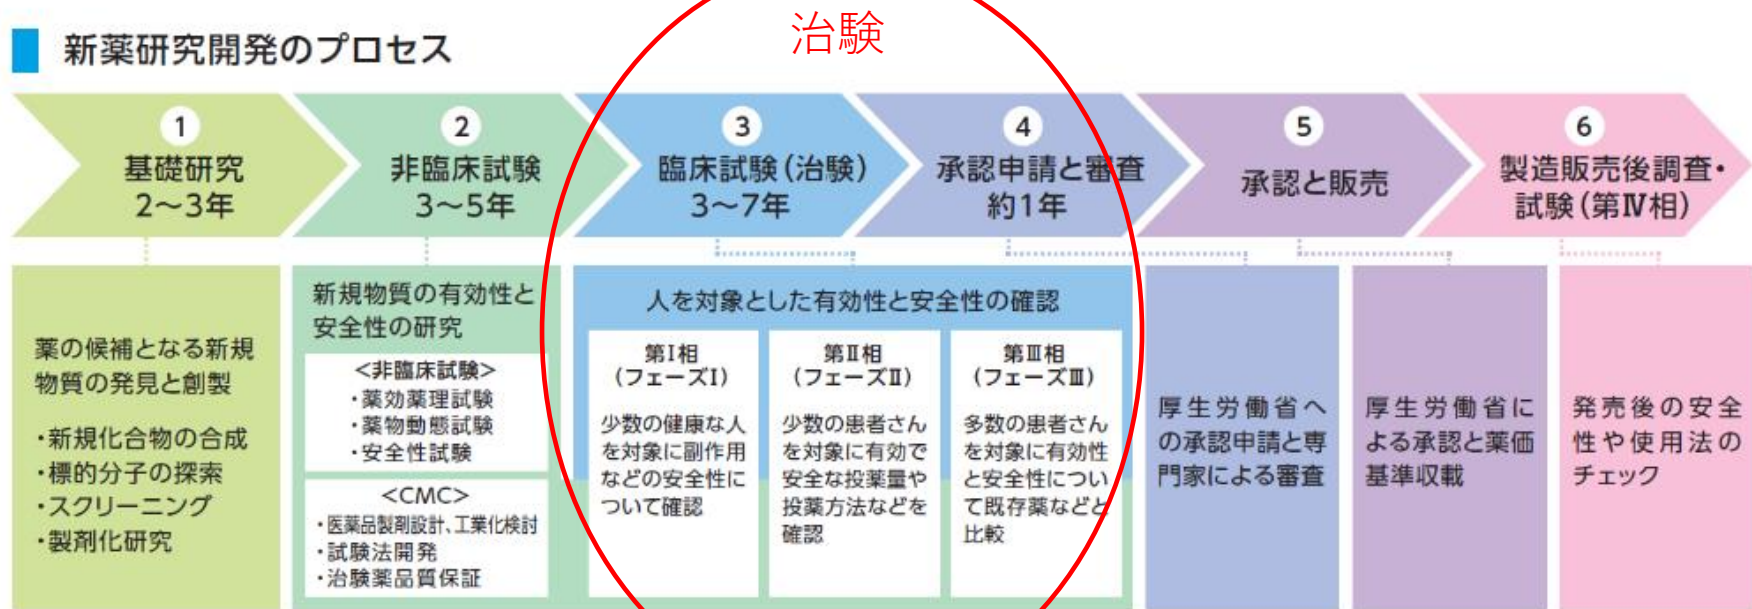 治験
新薬研究開発のプロセス
1
基礎研究
2～3年
2
非臨床試験
3～5年
3
臨床試験(治験)
3～7年
4
承認申請と審査
約1年
5
承認と販売
6
製造販売後調査・
試験(第Ⅳ相)
薬の候補となる新規
物質の発見と創製
・新規化合物の合成
・標的分子の探索
・スクリーニング
・製剤化研究
新規物質の有効性と
安全性の研究
<非臨床試験>
・薬効薬理試験
・薬物動態試験
・安全性試験
<CMC>
・医薬品製剤設計、工業化検討
・試験法開発
・治験薬品質保証
人を対象とした有効性と安全性の確認
第Ⅰ相
(フェーズⅠ)
少数の健康な人
を対象に副作用
などの安全性に
ついて確認
第Ⅱ相
(フェーズⅡ)
少数の患者さん
を対象に有効で
安全な投薬量や
投薬方法などを
確認
第Ⅲ相
(フェーズⅢ)
多数の患者さん
を対象に有効性
と安全性につい
て既存薬などと
比較
厚生労働省へ
の承認申請と専
門家による審査
厚生労働省に
よる承認と薬価
基準収載
発売後の安全
性や使用法の
チェック